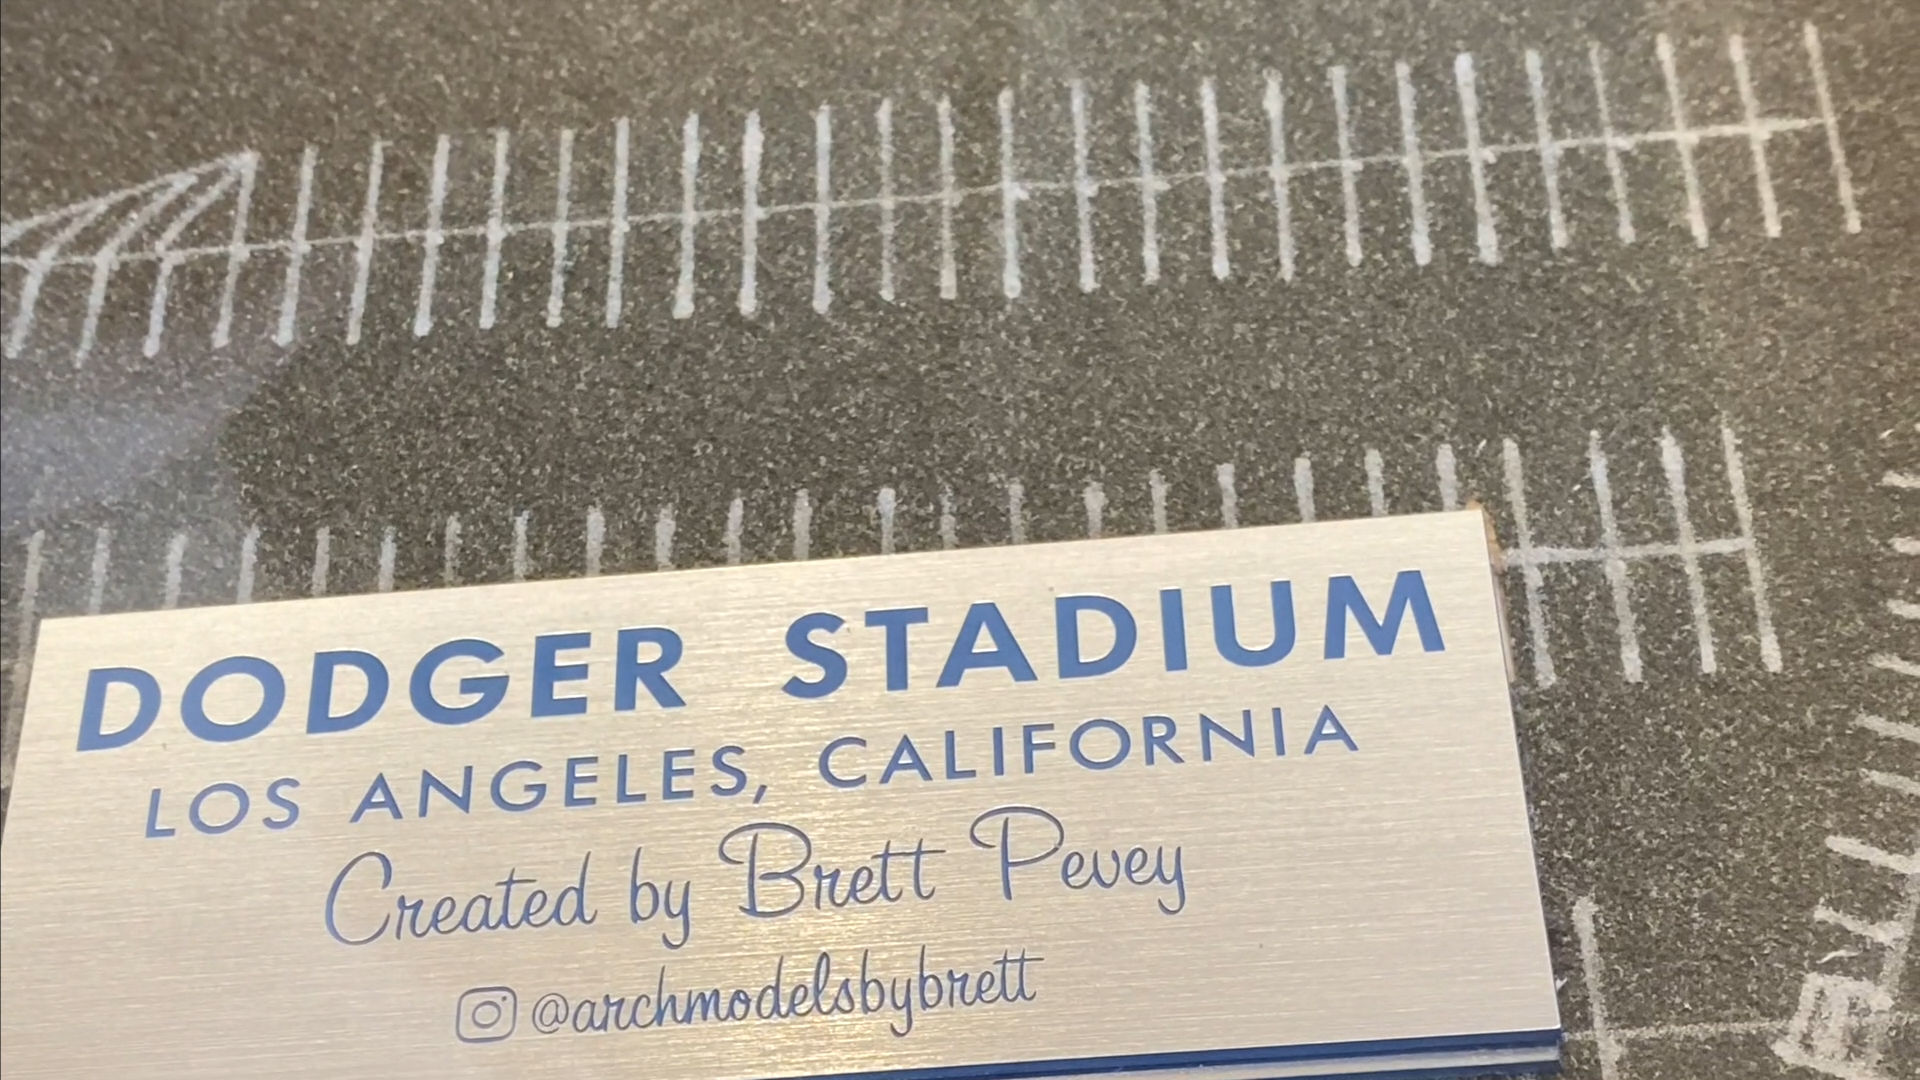 DODGER STADIUM
LOS ANGELES, CALIFORNIA
Created by Brett Pevey
@archmodelsbybrett